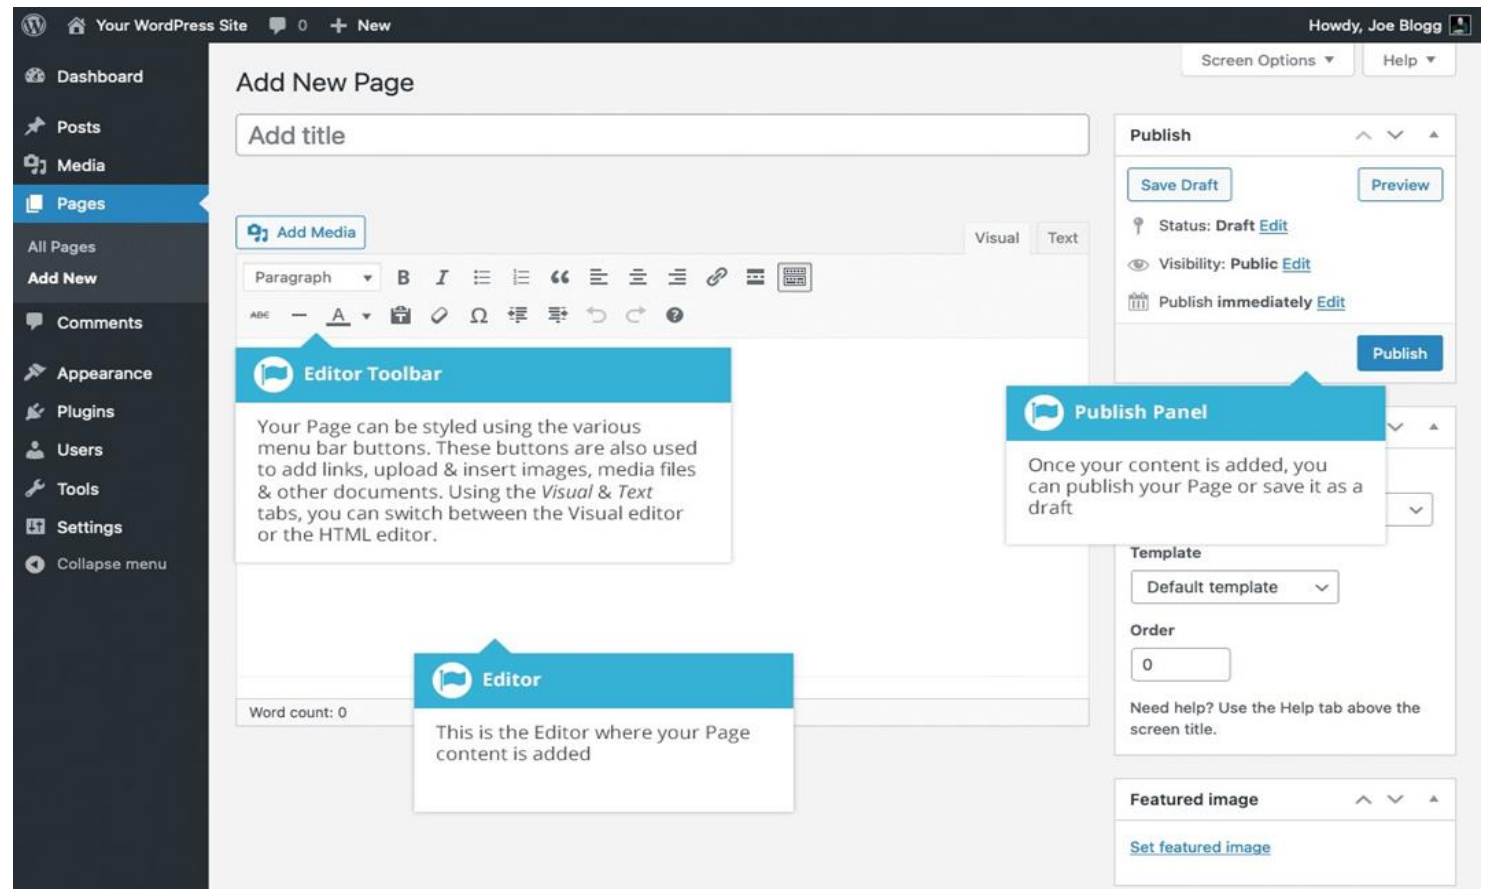 Your WordPress Site 0 + New
Howdy, Joe Blogg
Dashboard
Posts
Media
Pages
All Pages
Add New
Comments
Appearance
Plugins
Users
Tools
Settings
Collapse menu
Screen Options
Help
Add New Page
Add title
Add Media
Visual
Text
Paragraph
B I
ABC A Ω
Editor Toolbar
Your Page can be styled using the various
menu bar buttons. These buttons are also used
to add links, upload & insert images, media files
& other documents. Using the Visual & Text
tabs, you can switch between the Visual editor
or the HTML editor.
Editor
This is the Editor where your Page
content is added
Word count: 0
Publish
Save Draft
Preview
Status: Draft Edit
Visibility: Public Edit
Publish immediately Edit
Publish
Publish Panel
Once your content is added, you
can publish your Page or save it as a
draft
Template
Default template
Order
0
Need help? Use the Help tab above the
screen title.
Featured image
Set featured image